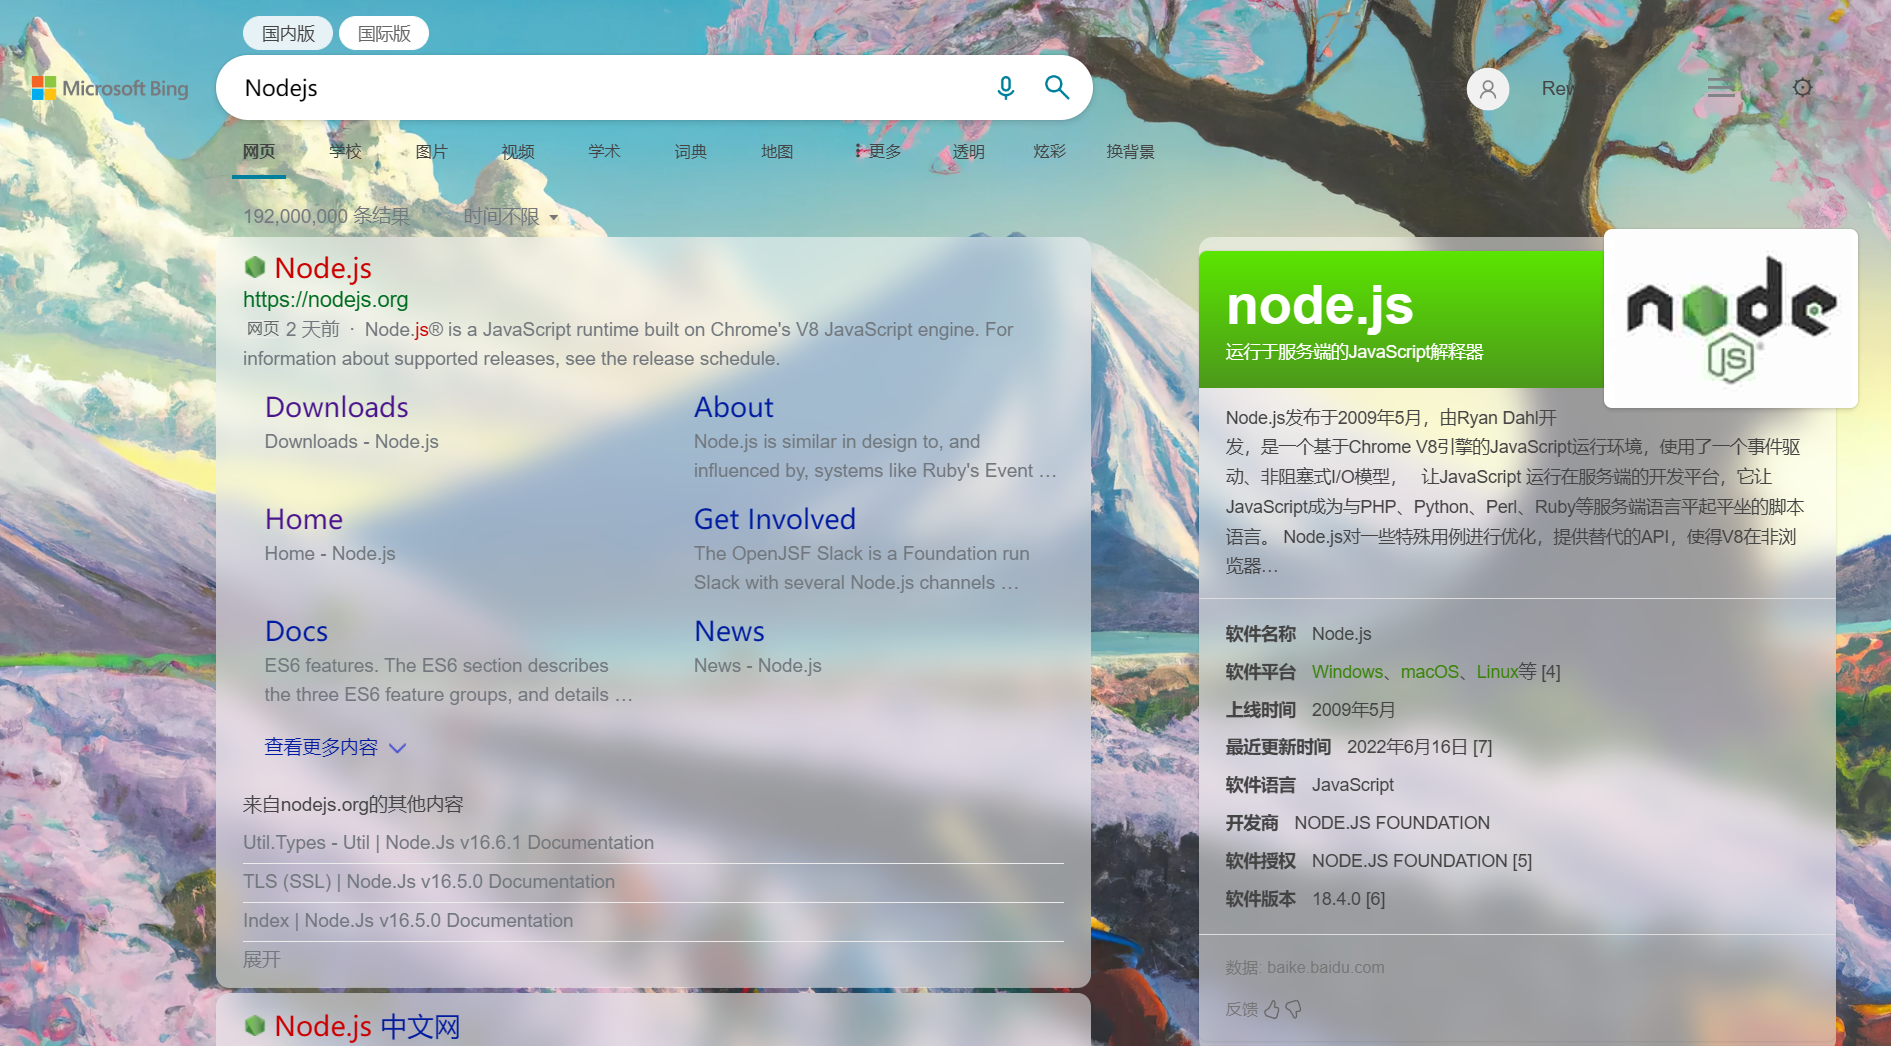 国内版 国际版
Microsoft Bing
Nodejs
网页 学校 图片 视频 学术 词典 地图 更多 透明 炫彩 换背景
192,000,000 条结果 时间不限
Node.js
https://nodejs.org
网页 2 天前 · Node.js® is a JavaScript runtime built on Chrome's V8 JavaScript engine. For
information about supported releases, see the release schedule.
Downloads
Downloads - Node.js
About
Node.js is similar in design to, and
influenced by, systems like Ruby's Event …
Home
Home - Node.js
Get Involved
The OpenJSF Slack is a Foundation run
Slack with several Node.js channels …
Docs
ES6 features. The ES6 section describes
the three ES6 feature groups, and details …
News
News - Node.js
查看更多内容
来自nodejs.org的其他内容
Util.Types - Util | Node.Js v16.6.1 Documentation
TLS (SSL) | Node.Js v16.5.0 Documentation
Index | Node.Js v16.5.0 Documentation
展开
Node.js 中文网
node.js
运行于服务端的JavaScript解释器
node
JS
Node.js发布于2009年5月，由Ryan Dahl开
发，是一个基于Chrome V8引擎的JavaScript运行环境，使用了一个事件驱
动、非阻塞式I/O模型， 让JavaScript 运行在服务端的开发平台，它让
JavaScript成为与PHP、Python、Perl、Ruby等服务端语言平起平坐的脚本
语言。 Node.js对一些特殊用例进行优化，提供替代的API，使得V8在非浏
览器…
软件名称 Node.js
软件平台 Windows、macOS、Linux等 [4]
上线时间 2009年5月
最近更新时间 2022年6月16日 [7]
软件语言 JavaScript
开发商 NODE.JS FOUNDATION
软件授权 NODE.JS FOUNDATION [5]
软件版本 18.4.0 [6]
数据: baike.baidu.com
反馈